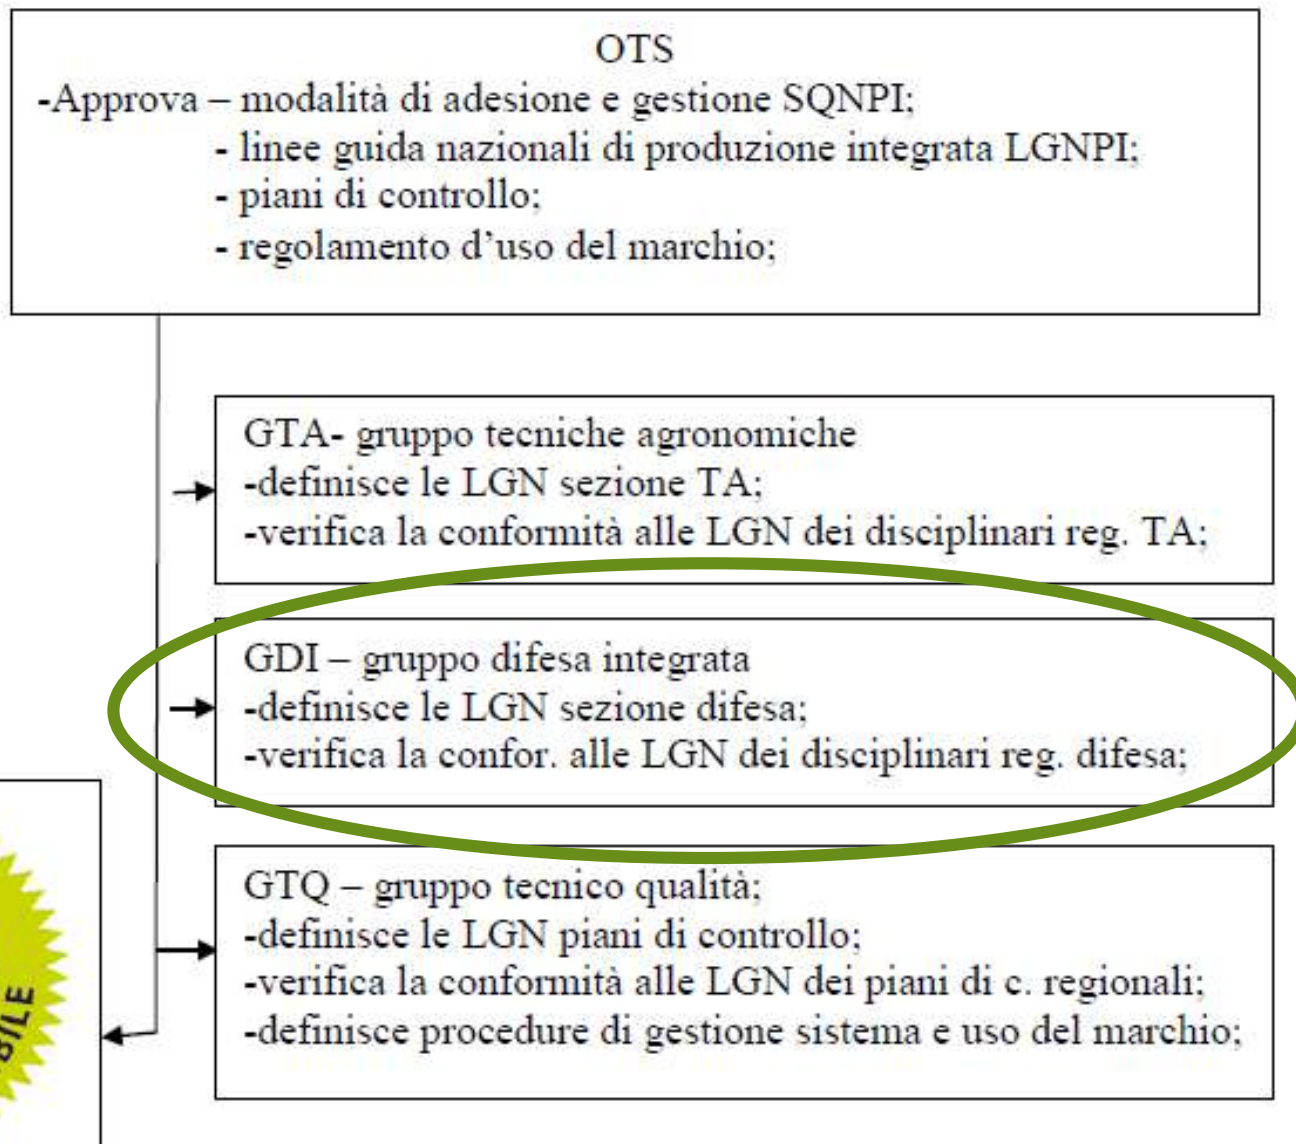 OTS
-Approva – modalità di adesione e gestione SQNPI;
- linee guida nazionali di produzione integrata LGNPI;
- piani di controllo;
- regolamento d'uso del marchio;
GTA- gruppo tecniche agronomiche
-definisce le LGN sezione TA;
-verifica la conformità alle LGN dei disciplinari reg. TA;
GDI – gruppo difesa integrata
-definisce le LGN sezione difesa;
-verifica la confor. alle LGN dei disciplinari reg. difesa;
GTQ – gruppo tecnico qualità;
-definisce le LGN piani di controllo;
-verifica la conformità alle LGN dei piani di c. regionali;
-definisce procedure di gestione sistema e uso del marchio;